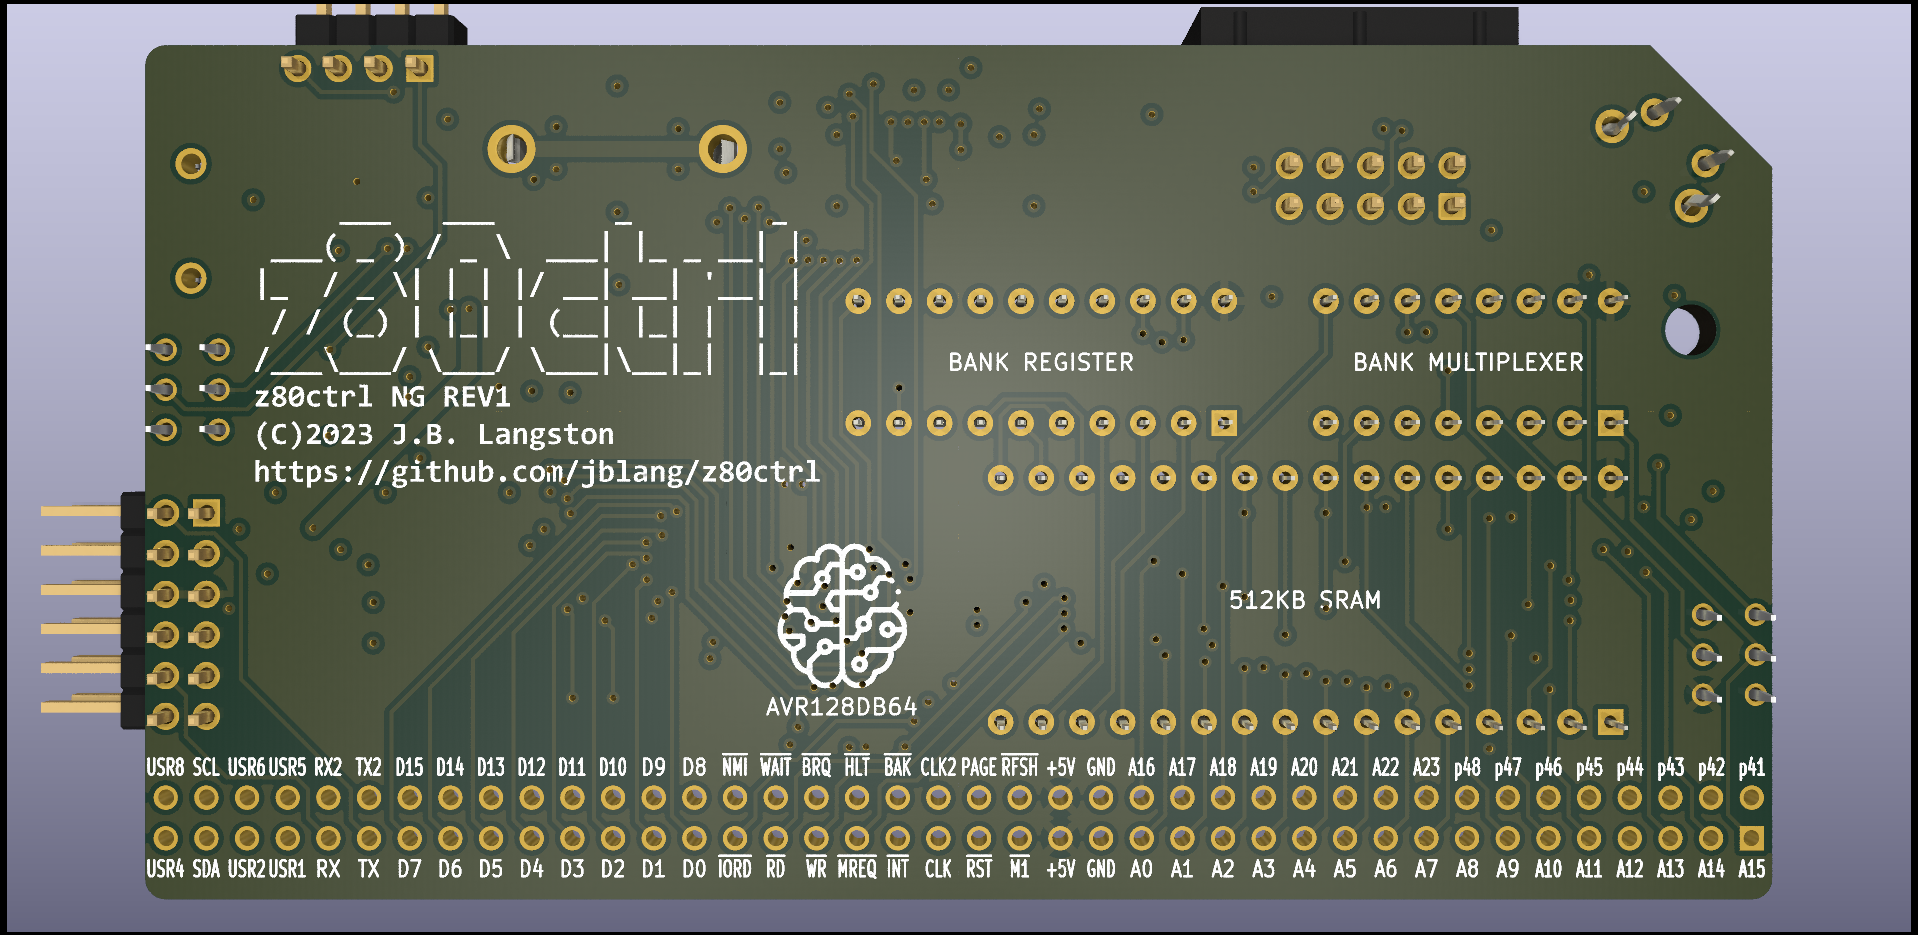 z80ctrl
z80ctrl NG REV1
(C)2023 J.B. Langston
https://github.com/jblang/z80ctrl
BANK REGISTER
BANK MULTIPLEXER
512KB SRAM
AVR128DB64
USR8 SCL USR6 USR5 RX2 TX2 D15 D14 D13 D12 D11 D10 D9 D8 NMI WAIT BRQ HLT BAK CLK2 PAGE RFSH +5V GND A16 A17 A18 A19 A20 A21 A22 A23 p48 p47 p46 p45 p44 p43 p42 p41
USR4 SDA USR2 USR1 RX TX D7 D6 D5 D4 D3 D2 D1 D0 IORD RD WR MREQ INT CLK RST M1 +5V GND A0 A1 A2 A3 A4 A5 A6 A7 A8 A9 A10 A11 A12 A13 A14 A15